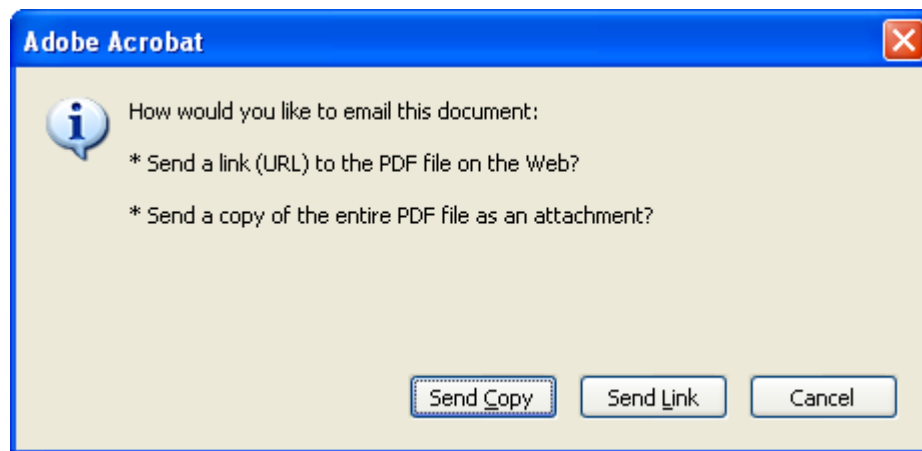 Adobe Acrobat
How would you like to email this document:
* Send a link (URL) to the PDF file on the Web?
* Send a copy of the entire PDF file as an attachment?
Send Copy Send Link Cancel